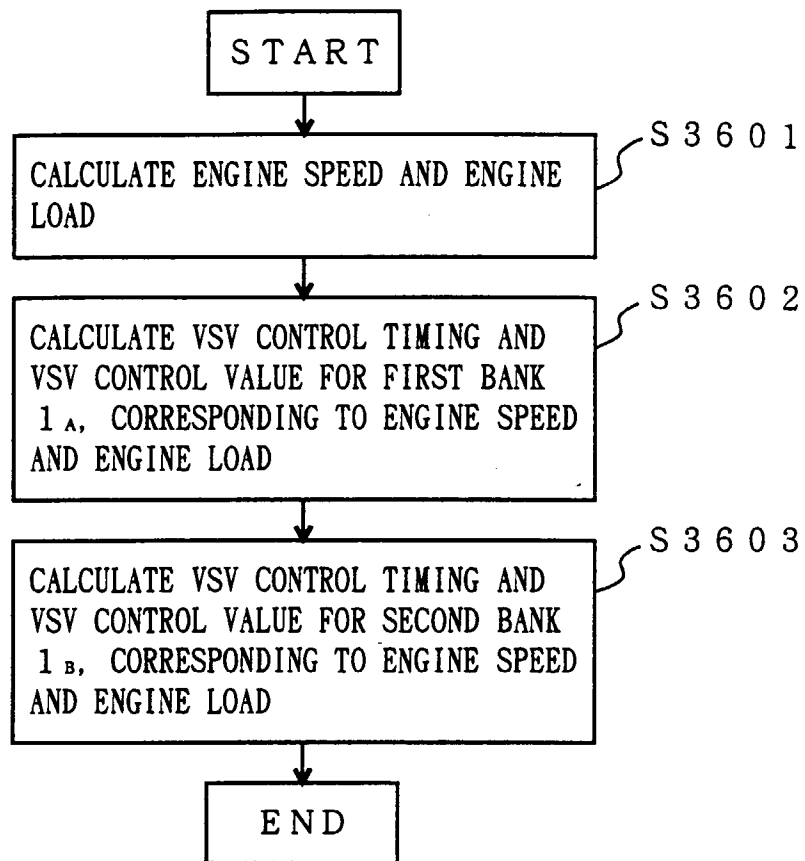 START
S3601
CALCULATE ENGINE SPEED AND ENGINE
LOAD
S3602
CALCULATE VSV CONTROL TIMING AND
VSV CONTROL VALUE FOR FIRST BANK
1A, CORRESPONDING TO ENGINE SPEED
AND ENGINE LOAD
S3603
CALCULATE VSV CONTROL TIMING AND
VSV CONTROL VALUE FOR SECOND BANK
1B, CORRESPONDING TO ENGINE SPEED
AND ENGINE LOAD
END